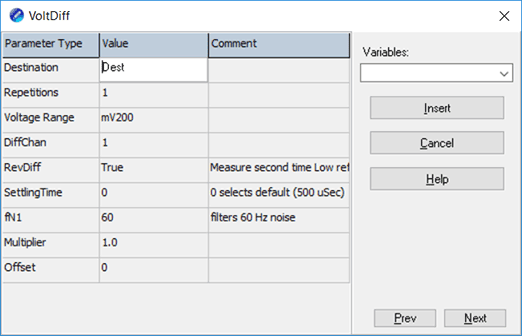 VoltDiff
Parameter Type Value Comment
Destination Dest
Repetitions 1
Voltage Range mV200
DiffChan 1
RevDiff True Measure second time Low ref
SettlingTime 0 0 selects default (500 uSec)
fN1 60 filters 60 Hz noise
Multiplier 1.0
Offset 0
Variables:
Insert
Cancel
Help
Prev Next